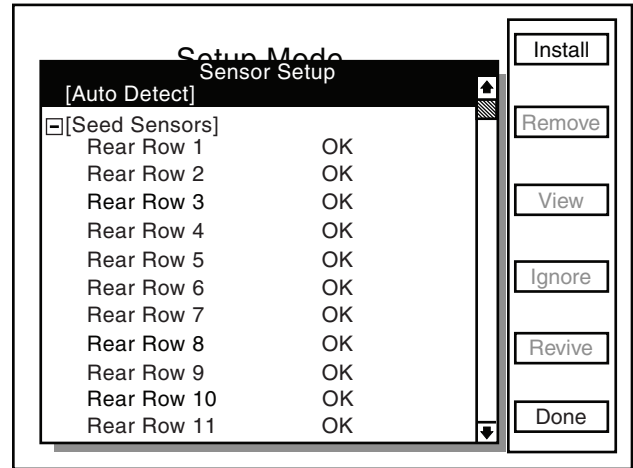 Setup Mode
Sensor Setup
[Auto Detect]
[Seed Sensors]
Rear Row 1 OK
Rear Row 2 OK
Rear Row 3 OK
Rear Row 4 OK
Rear Row 5 OK
Rear Row 6 OK
Rear Row 7 OK
Rear Row 8 OK
Rear Row 9 OK
Rear Row 10 OK
Rear Row 11 OK
Install
Remove
View
Ignore
Revive
Done